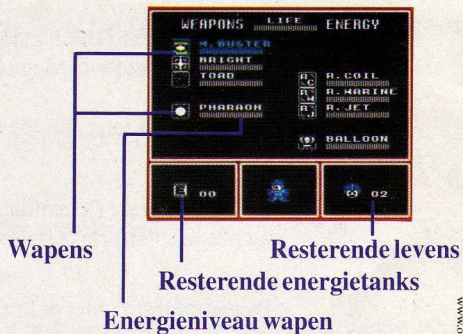 WEAPONS LIFE ENERGY
M.BUSTER
BRIGHT
TOAD R.COIL
R.MARINE
PHARAOH R.JET
BALLOON
00 02
Wapens Resterende levens
Resterende energietanks
Energieniveau wapen